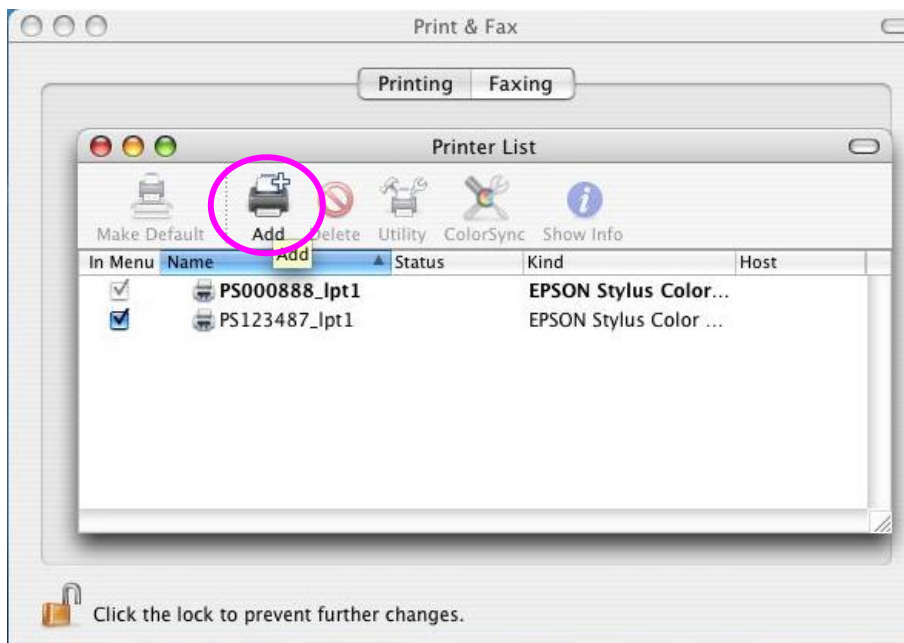 Print & Fax
Printing Faxing
Printer List
Make Default Add Delete Utility ColorSync Show Info
Add
In Menu Name Status Kind Host
PS000888_lpt1 EPSON Stylus Color...
PS123487_lpt1 EPSON Stylus Color ...
Click the lock to prevent further changes.